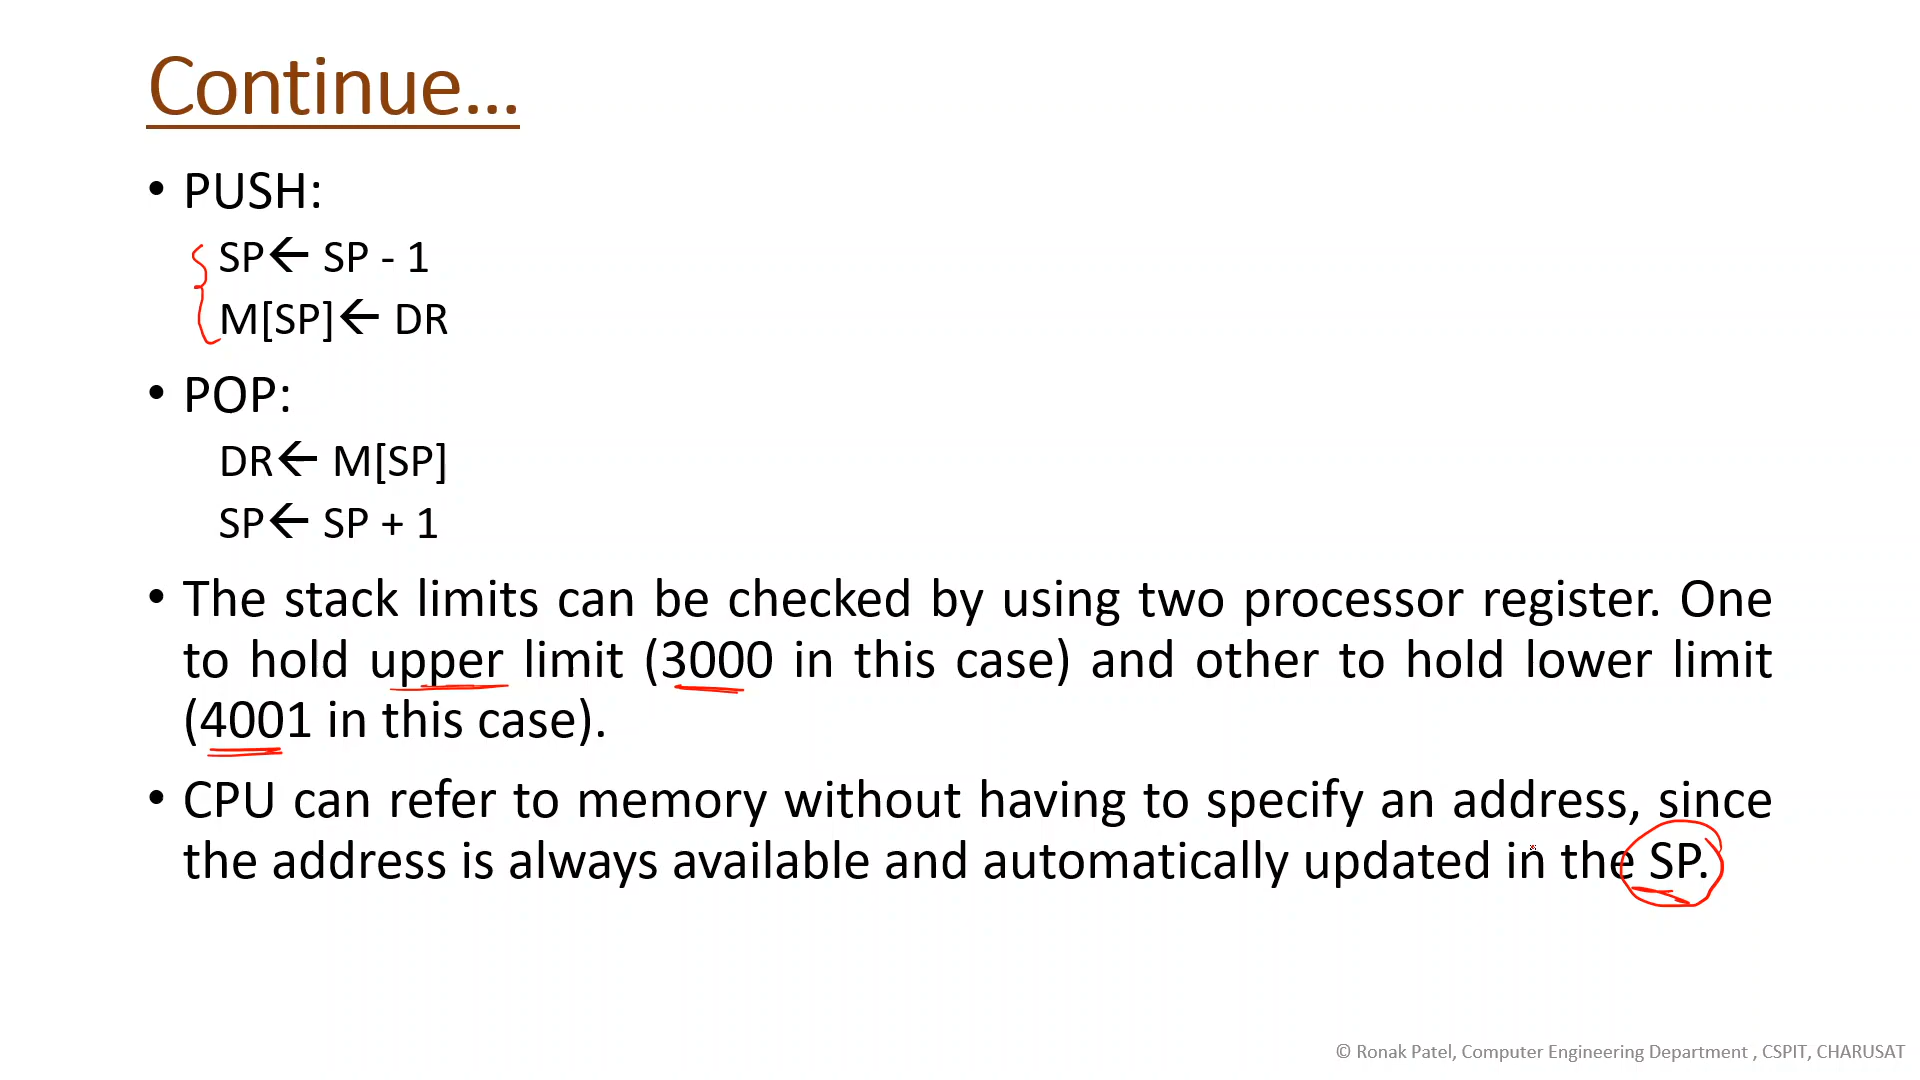 Continue...
• PUSH:
SP← SP - 1
M[SP]← DR
• POP:
DR← M[SP]
SP← SP + 1
• The stack limits can be checked by using two processor register. One
to hold upper limit (3000 in this case) and other to hold lower limit
(4001 in this case).
• CPU can refer to memory without having to specify an address, since
the address is always available and automatically updated in the SP.
© Ronak Patel, Computer Engineering Department , CSPIT, CHARUSAT